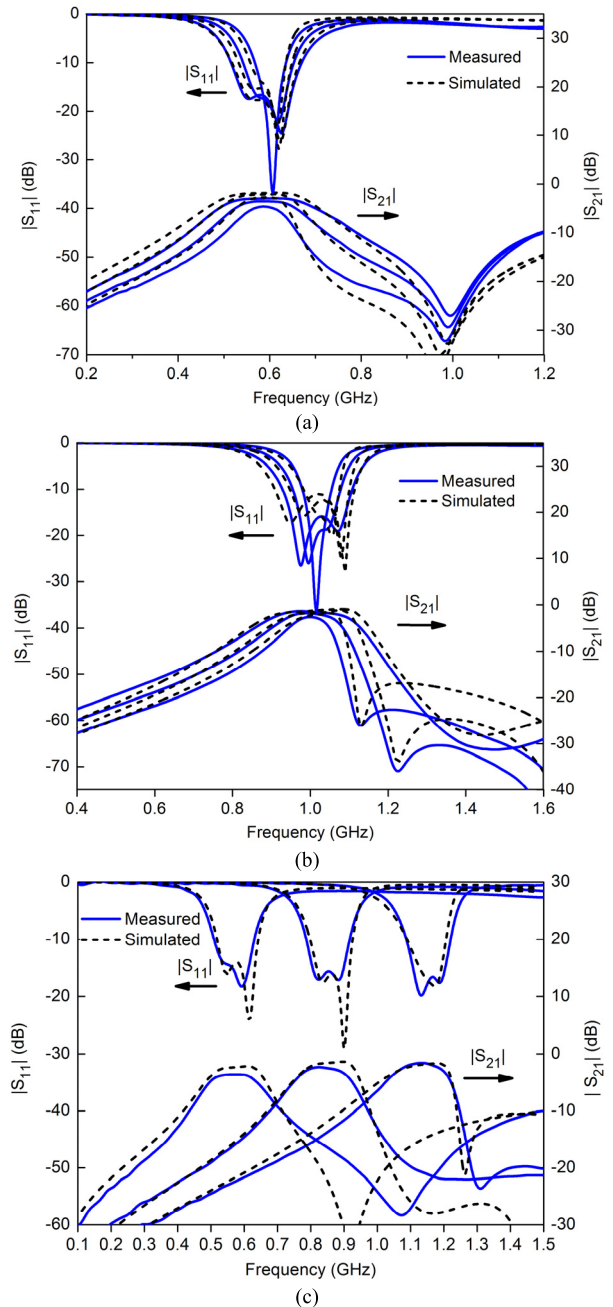 0
-10
-20
-30
-40
-50
-60
-70
|S11| (dB)
30
20
10
0
-10
-20
-30
|S21| (dB)
|S11|
|S21|
Measured
Simulated
0.2 0.4 0.6 0.8 1.0 1.2
Frequency (GHz)
(a)
0
-10
-20
-30
-40
-50
-60
-70
|S11| (dB)
30
20
10
0
-10
-20
-30
-40
|S21| (dB)
|S11|
|S21|
Measured
Simulated
0.4 0.6 0.8 1.0 1.2 1.4 1.6
Frequency (GHz)
(b)
0
-10
-20
-30
-40
-50
-60
|S11| (dB)
30
20
10
0
-10
-20
-30
| S21| (dB)
Measured
Simulated
|S11|
|S21|
0.1 0.2 0.3 0.4 0.5 0.6 0.7 0.8 0.9 1.0 1.1 1.2 1.3 1.4 1.5
Frequency (GHz)
(c)